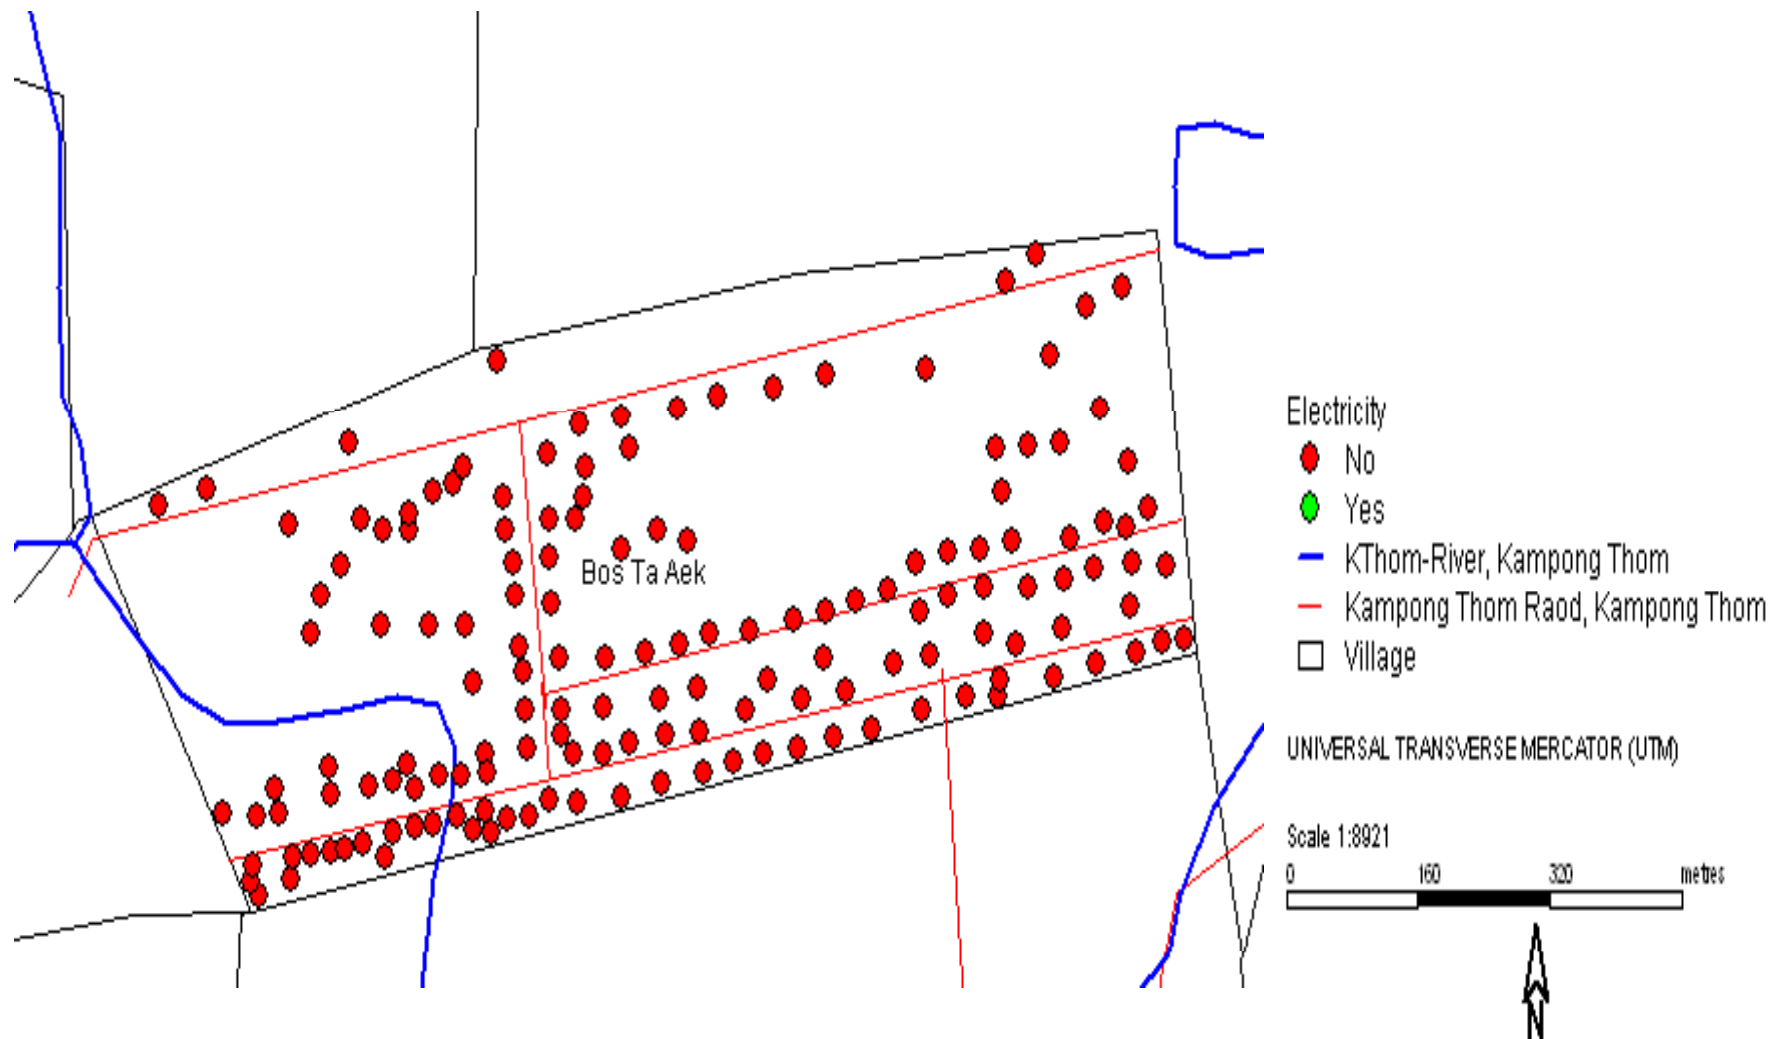 Bos Ta Aek
Electricity
No
Yes
KThom-River, Kampong Thom
Kampong Thom Raod, Kampong Thom
Village
UNIVERSAL TRANSVERSE MERCATOR (UTM)
Scale 1:8921
0 160 320 metres
N